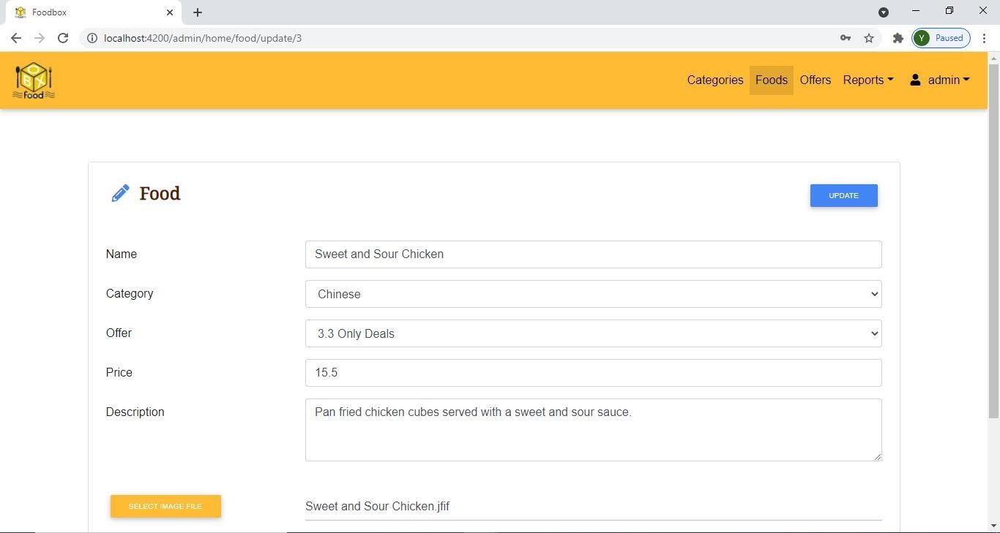 Foodbox
localhost:4200/admin/home/food/update/3
Y Paused
OBX
Food
Categories Foods Offers Reports admin
Food UPDATE
Name Sweet and Sour Chicken
Category Chinese
Offer 3.3 Only Deals
Price 15.5
Description Pan fried chicken cubes served with a sweet and sour sauce.
SELECT IMAGE FILE Sweet and Sour Chicken.jfif